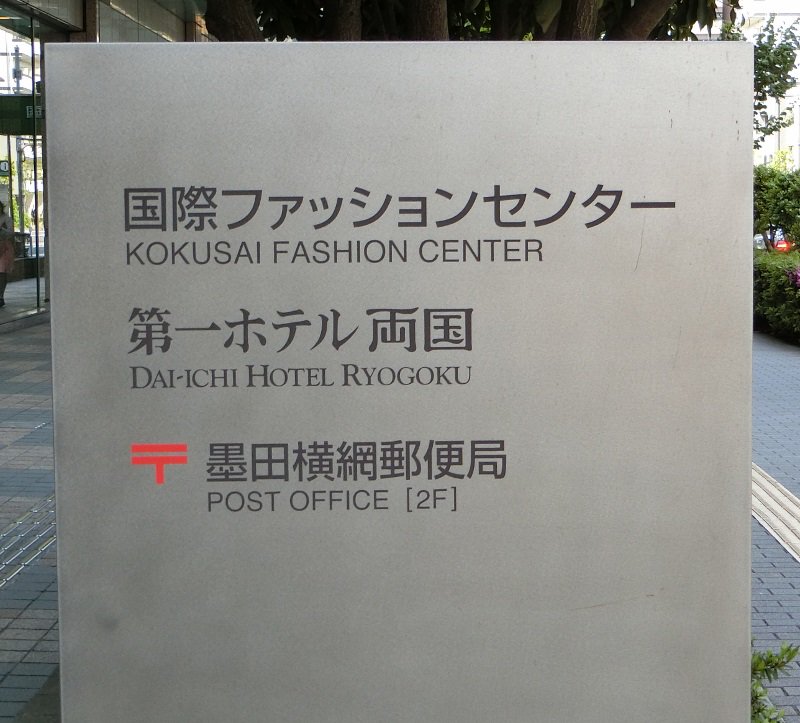 国際ファッションセンター
KOKUSAI FASHION CENTER
第一ホテル 両国
DAI-ICHI HOTEL RYOGOKU
〒 墨田横網郵便局
POST OFFICE [2F]